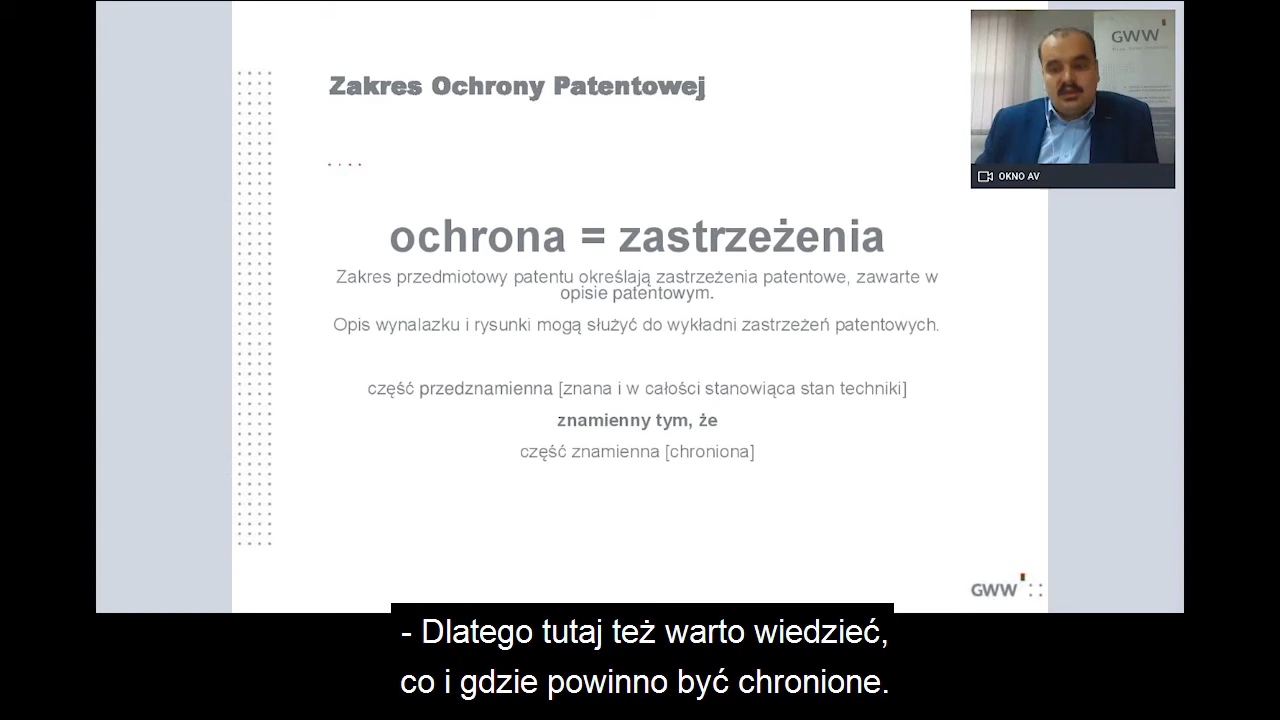 Zakres Ochrony Patentowej
GWW
OKNO AV
ochrona = zastrzeżenia
Zakres przedmiotowy patentu określają zastrzeżenia patentowe, zawarte w
opisie patentowym.
Opis wynalazku i rysunki mogą służyć do wykładni zastrzeżeń patentowych.
część przedznamienna [znana i w całości stanowiąca stan techniki]
znamienny tym, że
część znamienna [chroniona]
GWW
- Dlatego tutaj też warto wiedzieć,
co i gdzie powinno być chronione.